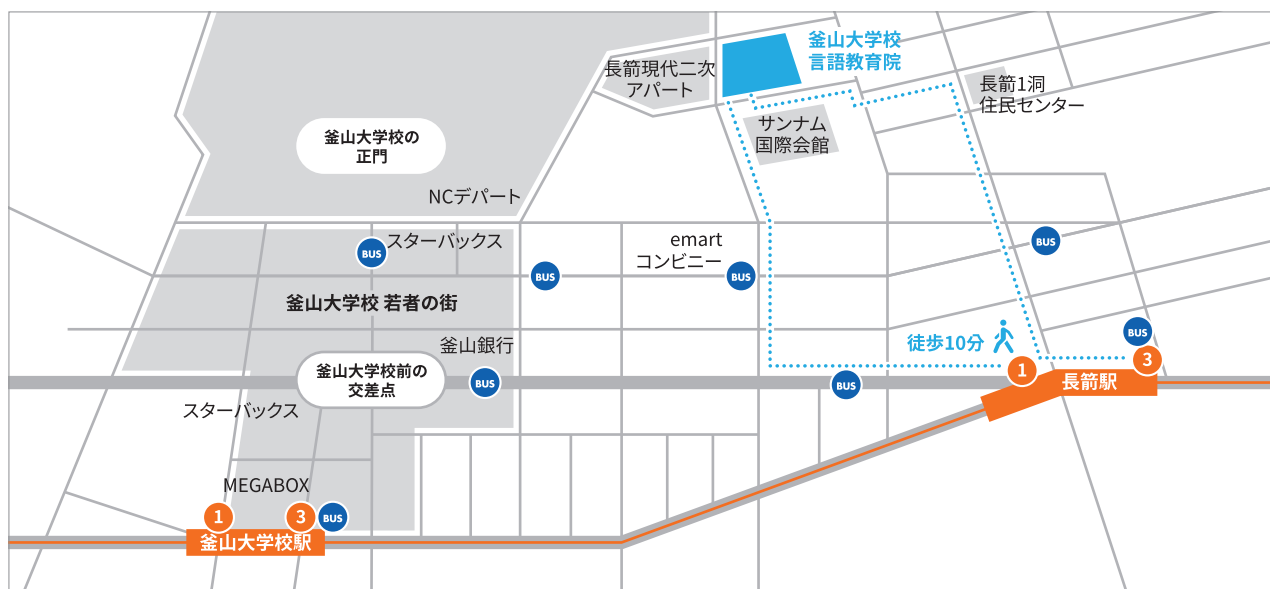 釜山大学校
言語教育院
長箭現代二次
アパート
長箭1洞
住民センター
サンナム
国際会館
釜山大学校の
正門
NCデパート
スターバックス
BUS
emart
コンビニー
BUS
BUS
BUS
釜山大学校 若者の街
釜山銀行
徒歩10分
BUS
釜山大学校前の
交差点
BUS
BUS
1
3
長箭駅
スターバックス
MEGABOX
1
3
BUS
釜山大学校駅